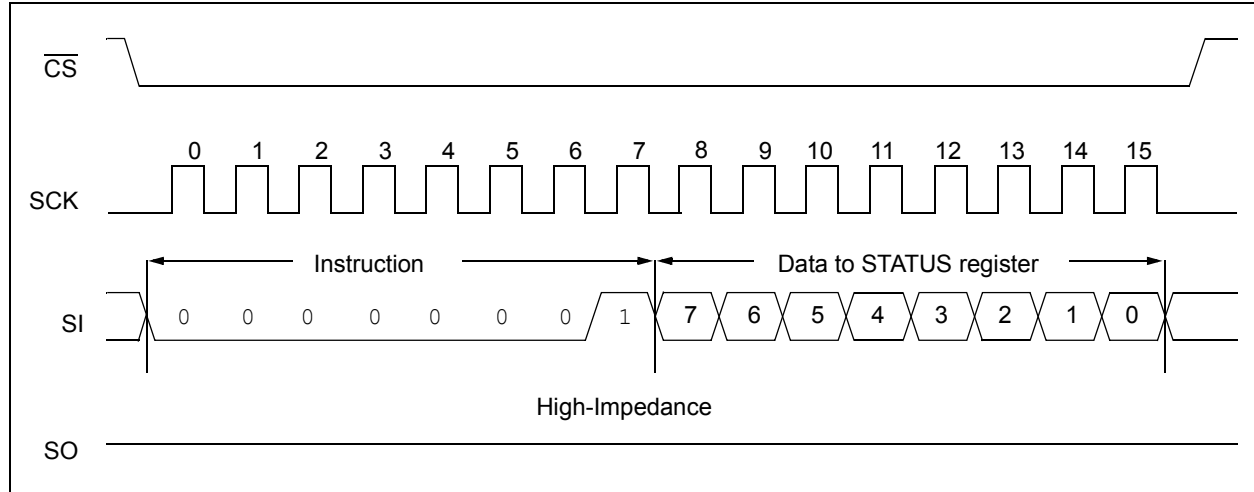 CS
0 1 2 3 4 5 6 7 8 9 10 11 12 13 14 15
SCK
Instruction Data to STATUS register
SI 0 0 0 0 0 0 0 1 7 6 5 4 3 2 1 0
High-Impedance
SO